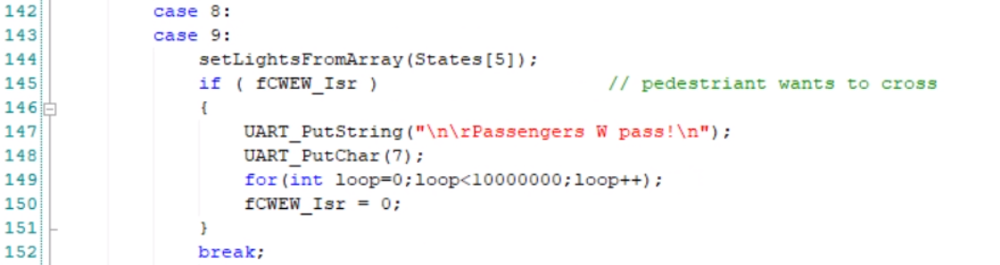 142 case 8:
143 case 9:
144 setLightsFromArray(States[5]);
145 if ( fCWEW_Isr ) // pedestriant wants to cross
146 {
147 UART_PutString("\n\rPassengers W pass!\n");
148 UART_PutChar(7);
149 for(int loop=0;loop<10000000;loop++);
150 fCWEW_Isr = 0;
151 }
152 break;